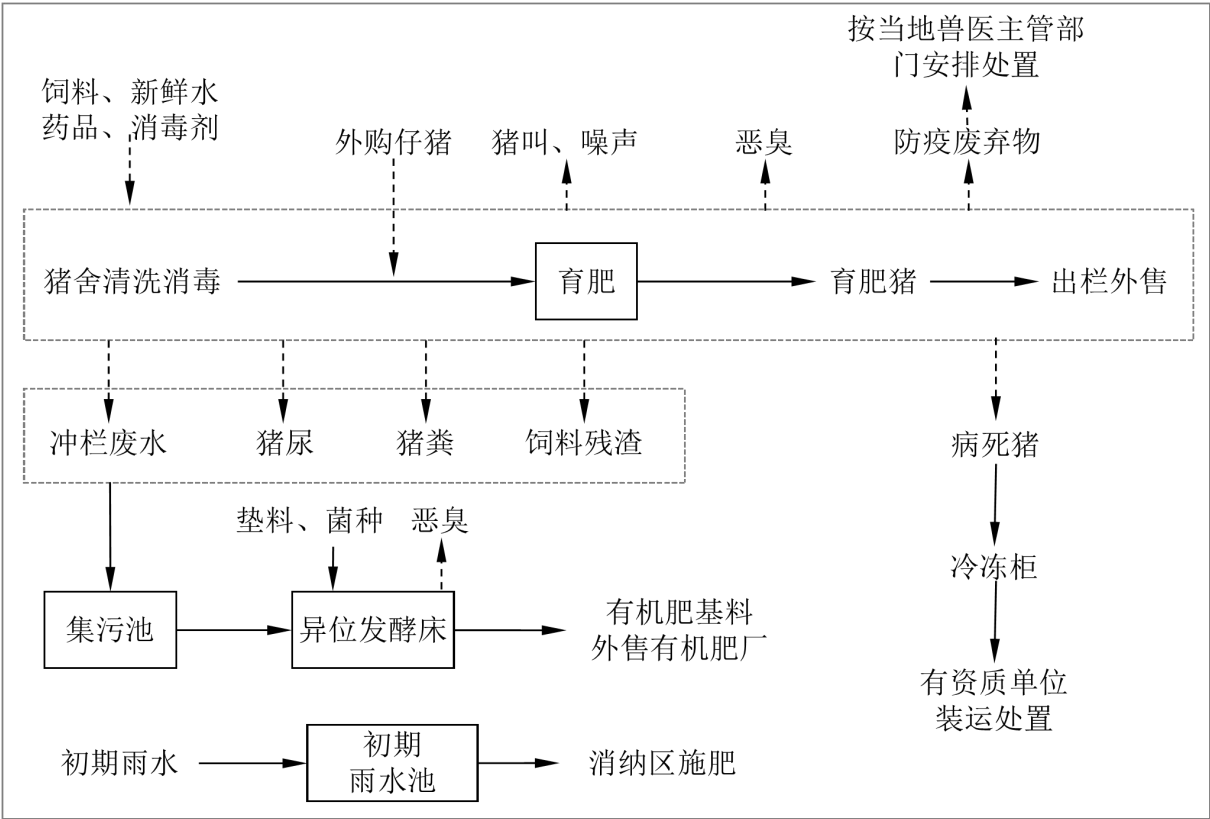 按当地兽医主管部
门安排处置
饲料、新鲜水
药品、消毒剂
外购仔猪
猪叫、噪声
恶臭
防疫废弃物
猪舍清洗消毒
育肥
育肥猪
出栏外售
冲栏废水
猪尿
猪粪
饲料残渣
病死猪
垫料、菌种
恶臭
冷冻柜
集污池
异位发酵床
有机肥基料
外售有机肥厂
有资质单位
装运处置
初期雨水
初期
雨水池
消纳区施肥